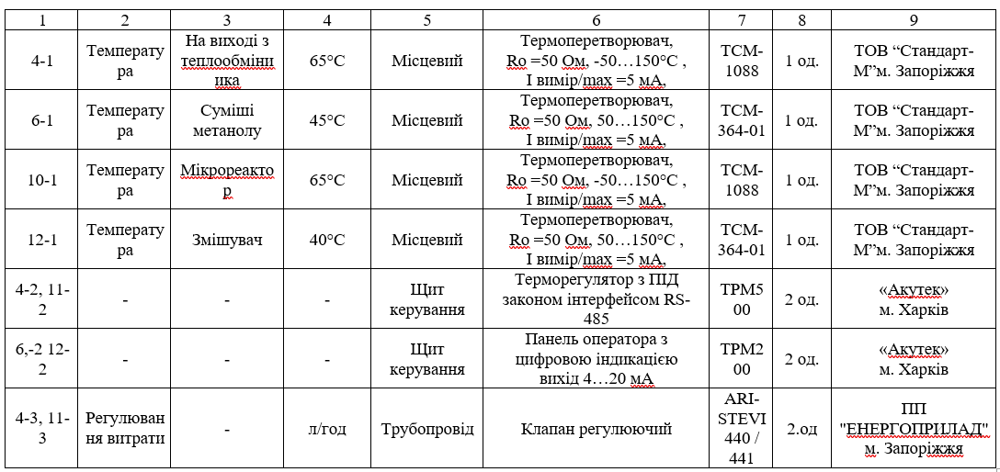 1 2 3 4 5 6 7 8 9
4-1
Температу
ра
На виході з
теплообміни
ика
65°C
Місцевий
Термоперетворювач,
Ro =50 Ом, -50…150°C ,
І вимір/max =5 мА,
ТСМ-
1088
1 од.
ТОВ “Стандарт-
М”м. Запоріжжя
6-1
Температу
ра
Суміші
метанолу
45°C
Місцевий
Термоперетворювач,
Ro =50 Ом, 50…150°C ,
І вимір/max =5 мА,
ТСМ-
364-01
1 од.
ТОВ “Стандарт-
М”м. Запоріжжя
10-1
Температу
ра
Мікрореакто
р
65°C
Місцевий
Термоперетворювач,
Ro =50 Ом, -50…150°C ,
І вимір/max =5 мА,
ТСМ-
1088
1 од.
ТОВ “Стандарт-
М”м. Запоріжжя
12-1
Температу
ра
Змішувач
40°C
Місцевий
Термоперетворювач,
Ro =50 Ом, 50…150°C ,
І вимір/max =5 мА,
ТСМ-
364-01
1 од.
ТОВ “Стандарт-
М”м. Запоріжжя
4-2, 11-
2
-
-
-
Щит
керування
Терморегулятор з ПІД
законом інтерфейсом RS-
485
ТРМ5
00
2 од.
«Акутек»
м. Харків
6,-2 12-
2
-
-
-
Щит
керування
Панель оператора з
цифровою індикацією
вихід 4…20 мА
ТРМ2
00
2 од.
«Акутек»
м. Харків
4-3, 11-
3
Регулюван
ня витрати
-
л/год
Трубопровід
Клапан регулюючий
ARI-
STEVI
440 /
441
2.од
ПП
"ЕНЕРГОПРИЛАД"
м. Запоріжжя